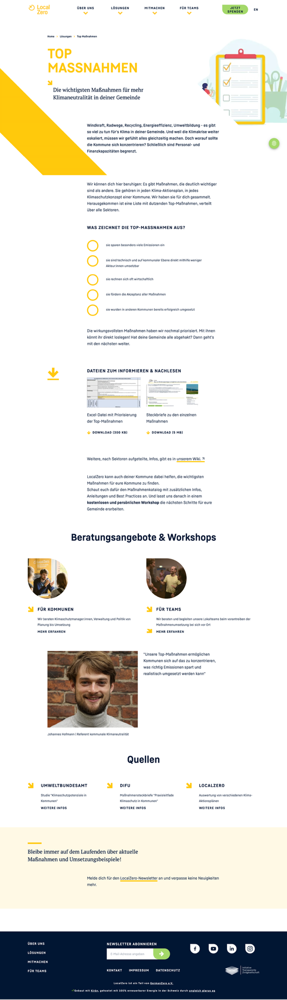 Local
Zero
ÜBER UNS
LÖSUNGEN
MITMACHEN
FÜR TEAMS
JETZT
SPENDEN
EN
Home > Lösungen > Top Maßnahmen
TOP
MASSNAHMEN
Die wichtigsten Maßnahmen für mehr
Klimaneutralität in deiner Gemeinde
Windkraft, Radwege, Recycling, Energieeffizienz, Umweltbildung - es gibt
so viel zu tun für's Klima in deiner Gemeinde. Und weil die Klimakrise weiter
eskaliert, müssen wir gefühlt alles gleichzeitig machen. Doch worauf sollte
die Kommune sich konzentrieren? Schließlich sind Personal- und
Finanzkapazitäten begrenzt.
Wir können dich hier beruhigen: Es gibt Maßnahmen, die deutlich wichtiger
sind als andere. Sie gehören in jeden Klima-Aktionsplan, in jedes
Klimaschutzkonzept einer Kommune. Wir haben sie für dich gesammelt.
Herausgekommen ist eine Liste mit dutzenden Top-Maßnahmen, verteilt
über alle Sektoren.
WAS ZEICHNET DIE TOP-MASSNAHMEN AUS?
sie sparen besonders viele Emissionen ein
sie sind technisch und auf kommunaler Ebene direkt mithilfe weniger
Akteur:innen umsetzbar
sie rechnen sich oft wirtschaftlich
sie fördern die Akzeptanz aller Maßnahmen
sie wurden in anderen Kommunen bereits erfolgreich umgesetzt
Die wirkungsvollsten Maßnahmen haben wir nochmal priorisiert. Mit ihnen
könnt ihr direkt loslegen! Hat deine Gemeinde alle abgehakt? Dann geht's
mit den nächsten weiter.
DATEIEN ZUM INFORMIEREN & NACHLESEN
Excel-Datei mit Priorisierung
der Top-Maßnahmen
DOWNLOAD (300 KB)
Steckbriefe zu den einzelnen
Maßnahmen
DOWNLOAD (5 MB)
Weitere, nach Sektoren aufgeteilte, Infos, gibt es in unserem Wiki.
LocalZero kann auch deiner Kommune dabei helfen, die wichtigsten
Maßnahmen für eure Kommune zu finden.
Schaut euch dafür den Maßnahmenkatalog mit zusätzlichen Infos,
Anleitungen und Best Practices an. Und lasst uns danach in einem
kostenlosen und persönlichen Workshop die nächsten Schritte für eure
Gemeinde erarbeiten.
Beratungsangebote & Workshops
LocalZero
FÜR KOMMUNEN
Wir beraten Klimaschutzmanager:innen, Verwaltung und Politik von
Planung bis Umsetzung
MEHR ERFAHREN
FÜR TEAMS
Wir beraten und begleiten unsere Lokalteams beim vorantreiben der
Maßnahmenumsetzung bei sich vor Ort
MEHR ERFAHREN
"Unsere Top-Maßnahmen ermöglichen
Kommunen sich auf das zu konzentrieren,
was richtig Emissionen spart und
realistisch umgesetzt werden kann"
Johannes Hofmann | Referent kommunale Klimaneutralität
Quellen
UMWELTBUNDESAMT
Studie "Klimaschutzpotenziale in
Kommunen"
WEITERE INFOS
DIFU
Maßnahmensteckbriefe "Praxisleitfade
Klimaschutz in Kommunen"
WEITERE INFOS
LOCALZERO
Auswertung von verschiedenen Klima-
Aktionsplänen
WEITERE INFOS
Bleibe immer auf dem Laufenden über aktuelle
Maßnahmen und Umsetzungsbeispiele!
Melde dich für den LocalZero-Newsletter an und verpasse keine Neuigkeiten
mehr.
ÜBER UNS
LÖSUNGEN
MITMACHEN
FÜR TEAMS
NEWSLETTER ABONNIEREN
E-Mail-Adresse angeben
KONTAKT
IMPRESSUM
DATENSCHUTZ
Initiative
Transparente
Zivilgesellschaft
LocalZero ist ein Teil von GermanZero e.V.
Gebaut mit Kirby, gehostet mit 100% erneuerbarer Energie in der Schweiz durch ungleich glarus ag